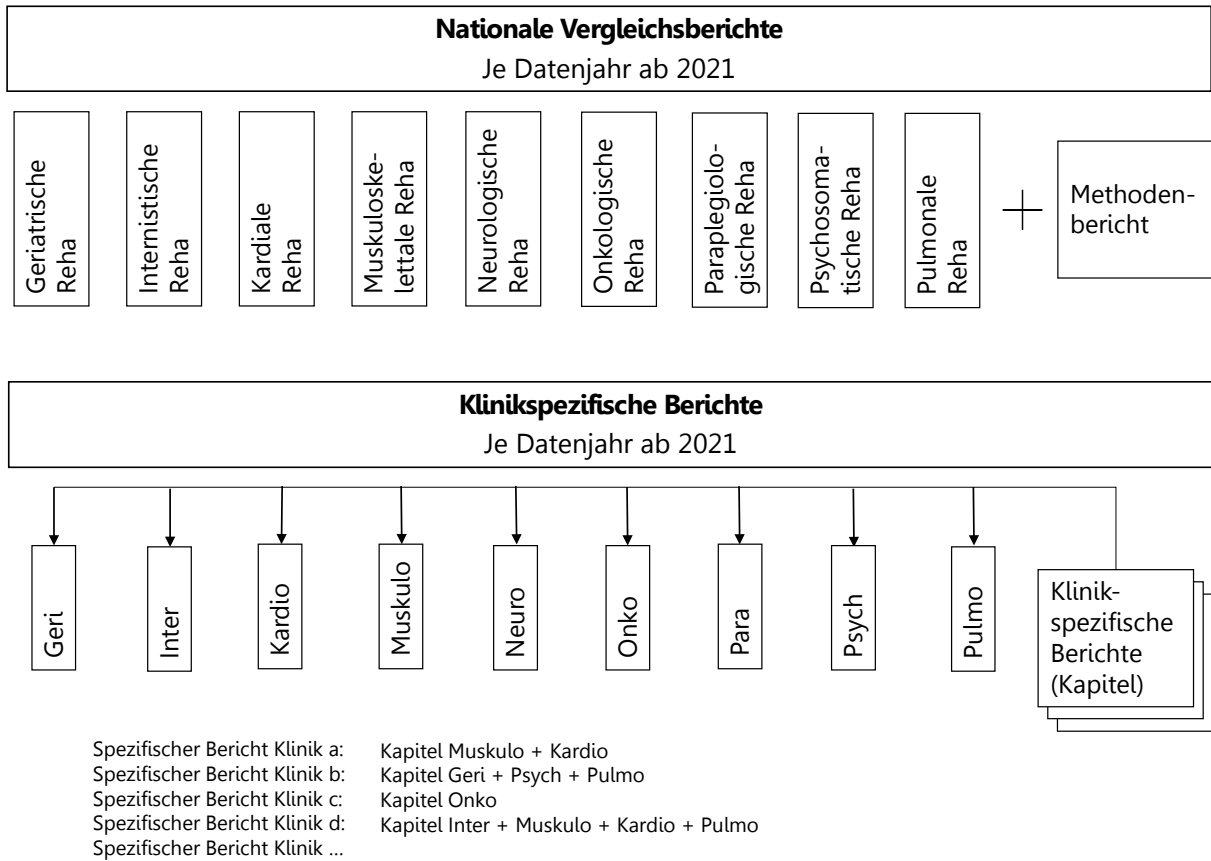 Nationale Vergleichsberichte
Je Datenjahr ab 2021
Geriatrische
Reha
Internistische
Reha
Kardiale
Reha
Muskuloske-
lettale Reha
Neurologische
Reha
Onkologische
Reha
Paraplegiolo-
gische Reha
Psychosoma-
tische Reha
Pulmonale
Reha
+
Methoden-
bericht
Klinikspezifische Berichte
Je Datenjahr ab 2021
Geri
Inter
Kardio
Muskulo
Neuro
Onko
Para
Psych
Pulmo
Klinik-
spezifische
Berichte
(Kapitel)
Spezifischer Bericht Klinik a: Kapitel Muskulo + Kardio
Spezifischer Bericht Klinik b: Kapitel Geri + Psych + Pulmo
Spezifischer Bericht Klinik c: Kapitel Onko
Spezifischer Bericht Klinik d: Kapitel Inter + Muskulo + Kardio + Pulmo
Spezifischer Bericht Klinik ...